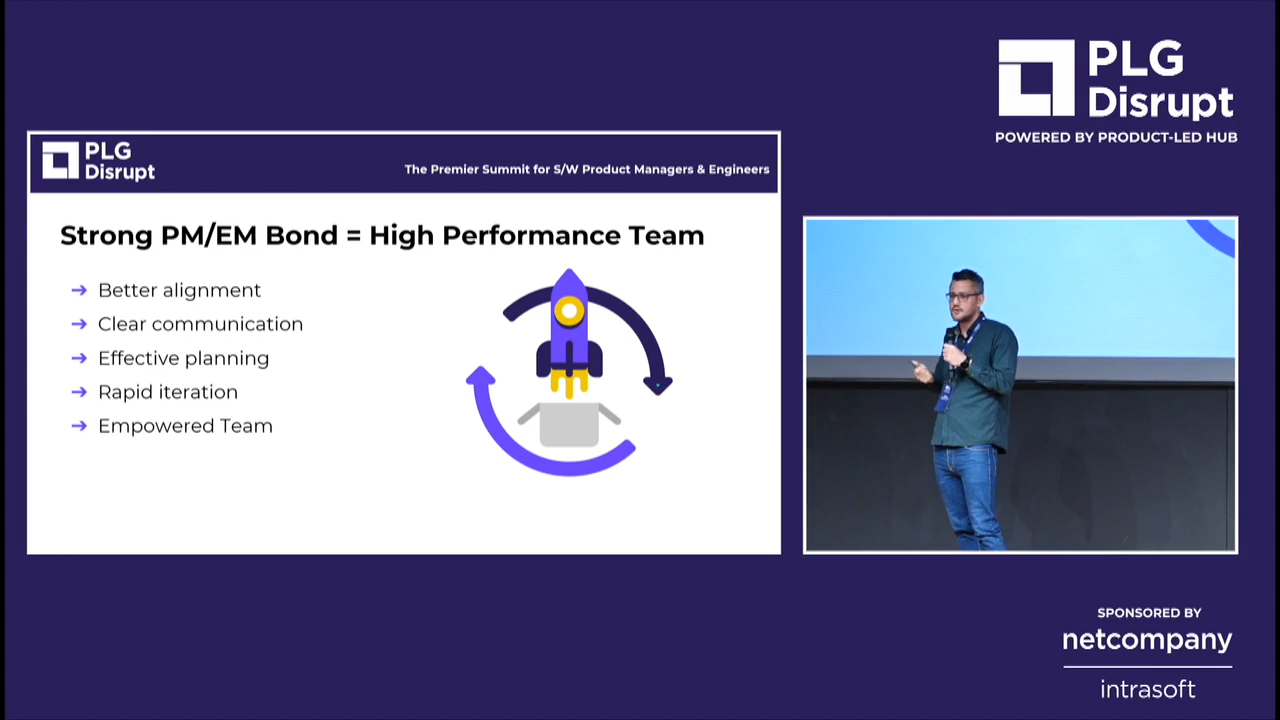 PLG
Disrupt
POWERED BY PRODUCT-LED HUB
PLG
Disrupt
The Premier Summit for S/W Product Managers & Engineers
Strong PM/EM Bond = High Performance Team
➔ Better alignment
➔ Clear communication
➔ Effective planning
➔ Rapid iteration
➔ Empowered Team
SPONSORED BY
netcompany
intrasoft